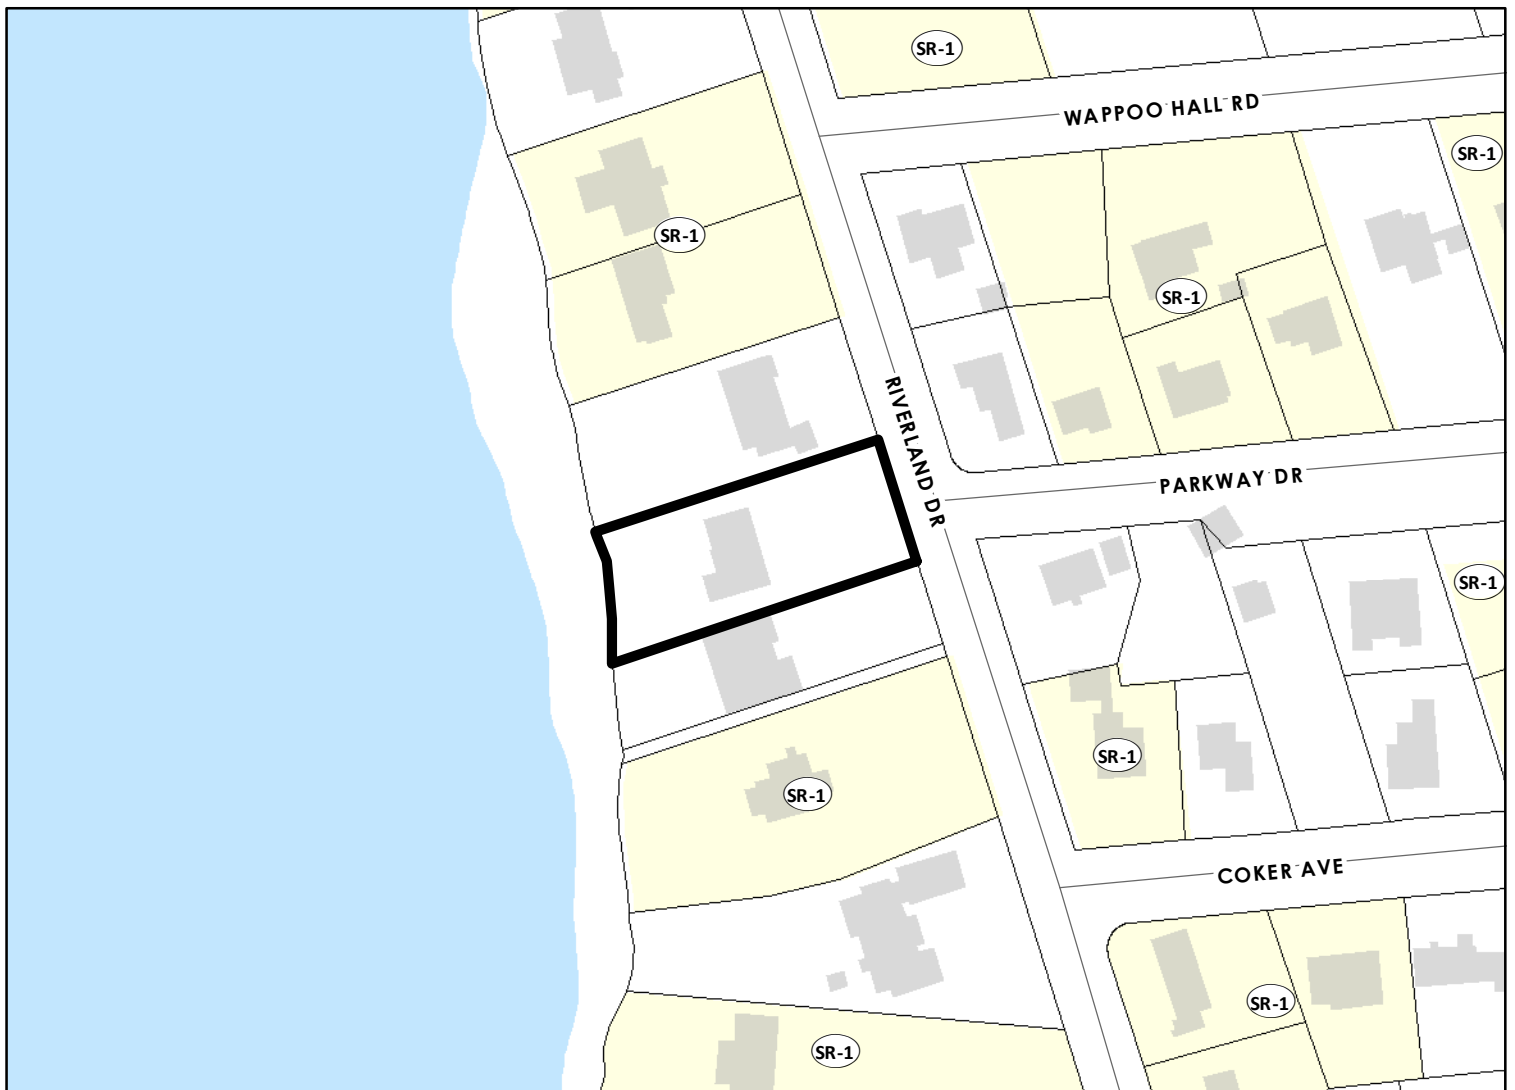 SR-1
WAPPOO HALL RD
SR-1
SR-1
SR-1
RIVERLAND DR
PARKWAY DR
SR-1
SR-1
SR-1
COKER AVE
SR-1
SR-1